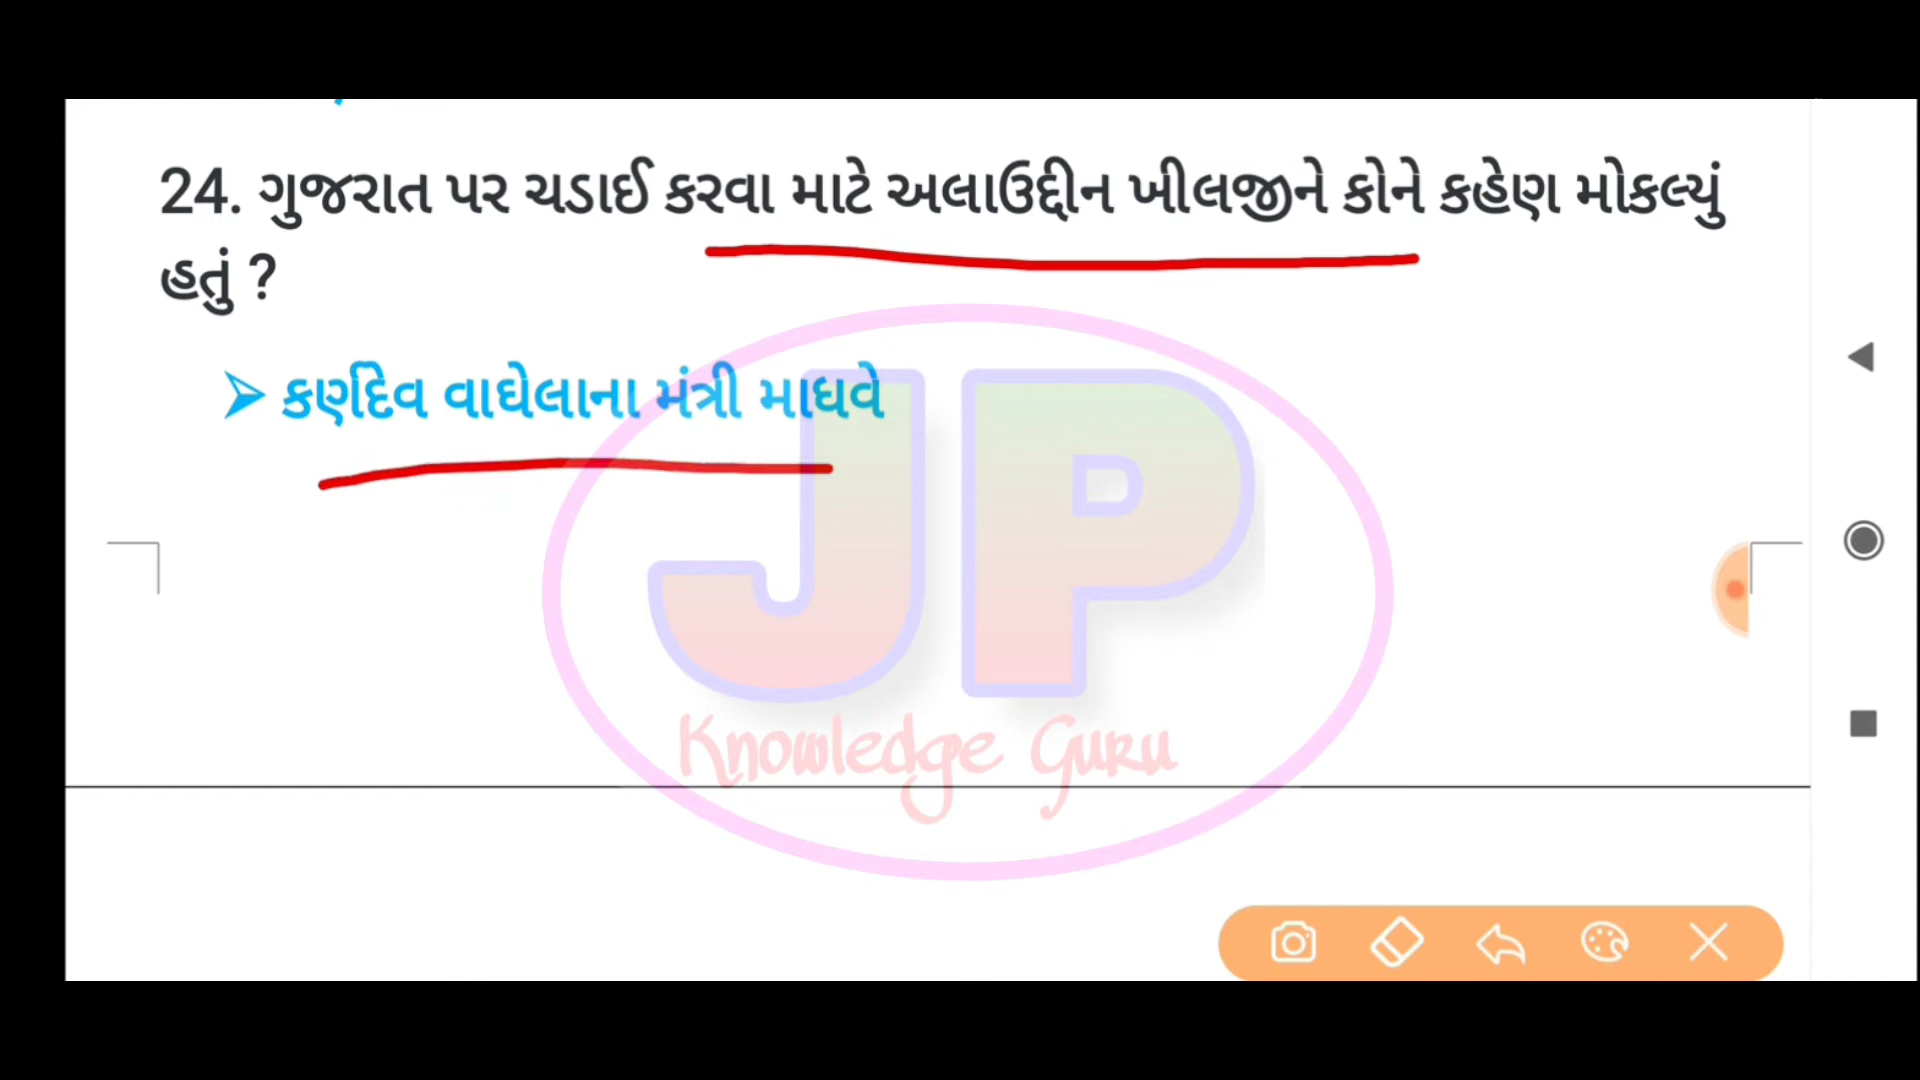 24. ગુજરાત પર ચડાઈ કરવા માટે અલાઉદ્દીન ખીલજીને કોને કહેણ મોકલ્યું
હતું ?
➢ કર્ણદેવ વાઘેલાના મંત્રી માધવે
JP
Knowledge Guru